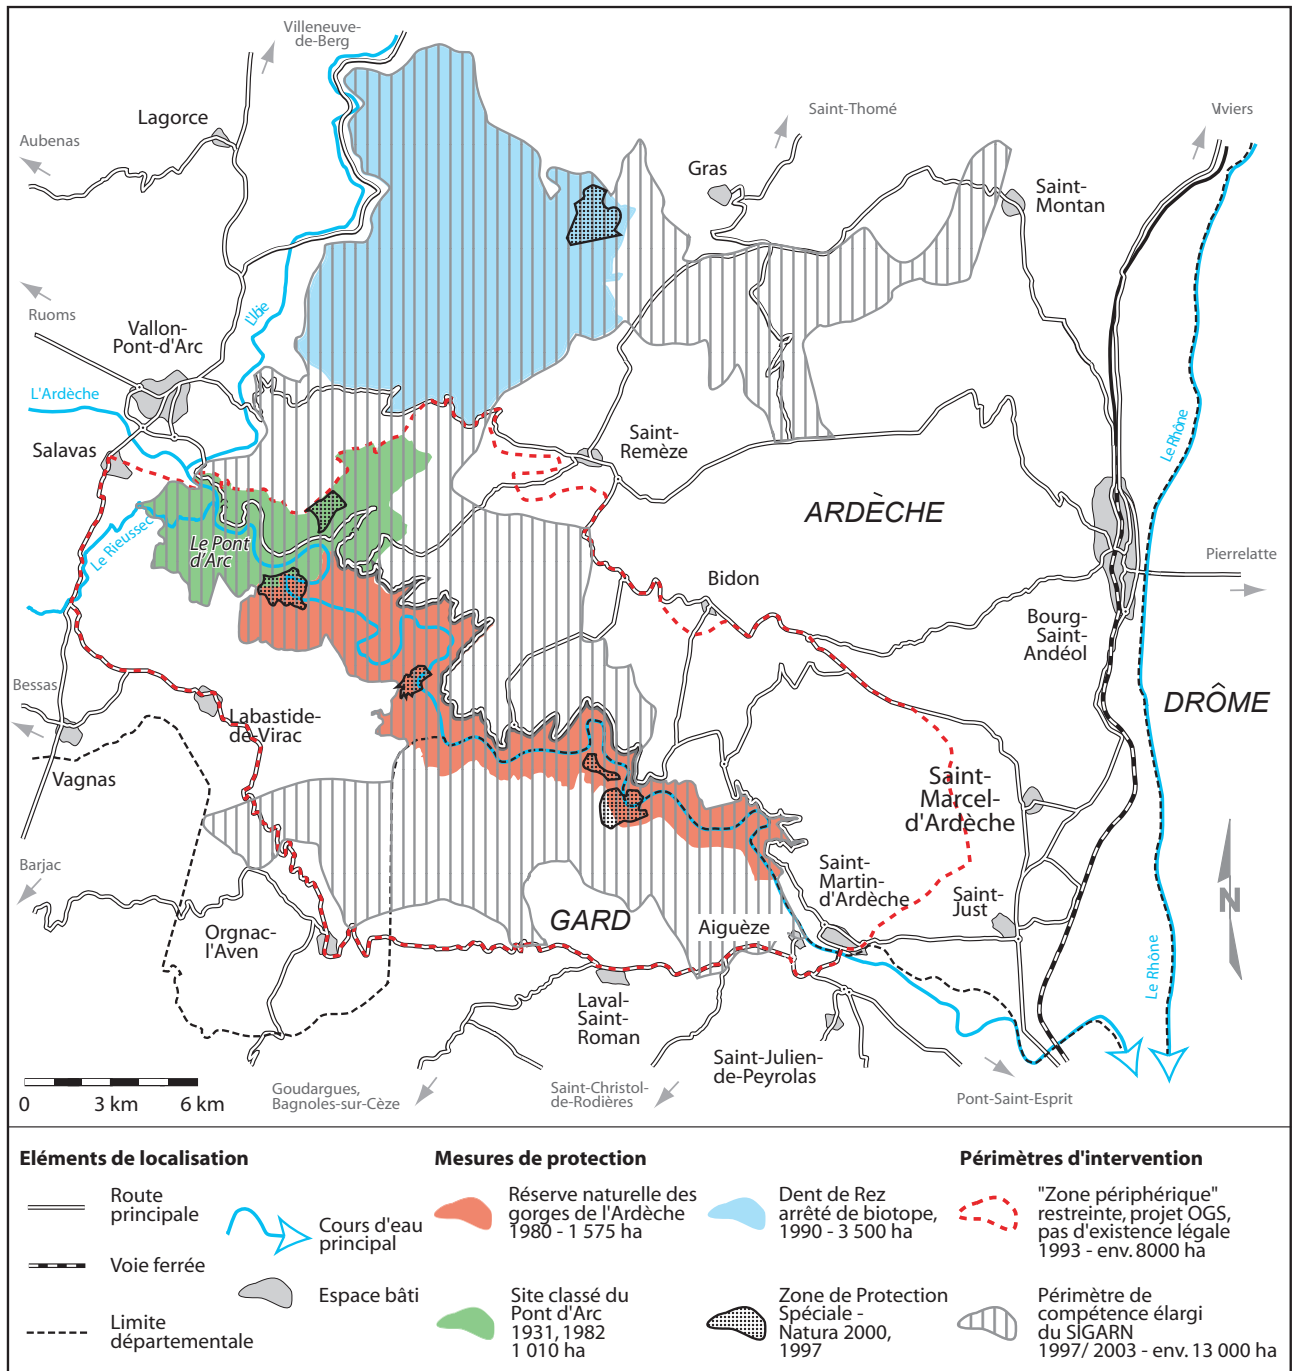 Villeneuve-
de-Berg
Lagorce
Aubenas
Saint-Thomé
Viviers
Gras
Saint-
Montan
Ruoms
L'Ibie
Vallon-
Pont-d'Arc
L'Ardèche
Salavas
Saint-
Remèze
Le Rhône
ARDÈCHE
Le Rieussec
Le Pont
d'Arc
Pierrelatte
Bidon
Bourg-
Saint-
Andéol
Bessas
DRÔME
Labastide-
de-Virac
Vagnas
Saint-
Marcel-
d'Ardèche
Barjac
Saint-
Martin-
d'Ardèche
Saint-
Just
N
GARD
Aiguèze
Orgnac-
l'Aven
Le Rhône
Laval-
Saint-
Roman
Saint-Julien-
de-Peyrolas
0 3 km 6 km
Goudargues,
Bagnoles-sur-Cèze
Saint-Christol-
de-Rodières
Pont-Saint-Esprit
Eléments de localisation
Route
principale
Voie ferrée
Limite
départementale
Cours d'eau
principal
Espace bâti
Mesures de protection
Réserve naturelle des
gorges de l'Ardèche
1980 - 1 575 ha
Site classé du
Pont d'Arc
1931, 1982
1 010 ha
Dent de Rez
arrêté de biotope,
1990 - 3 500 ha
Zone de Protection
Spéciale -
Natura 2000,
1997
Périmètres d'intervention
"Zone périphérique"
restreinte, projet OGS,
pas d'existence légale
1993 - env. 8000 ha
Périmètre de
compétence élargi
du SIGARN
1997/ 2003 - env. 13 000 ha